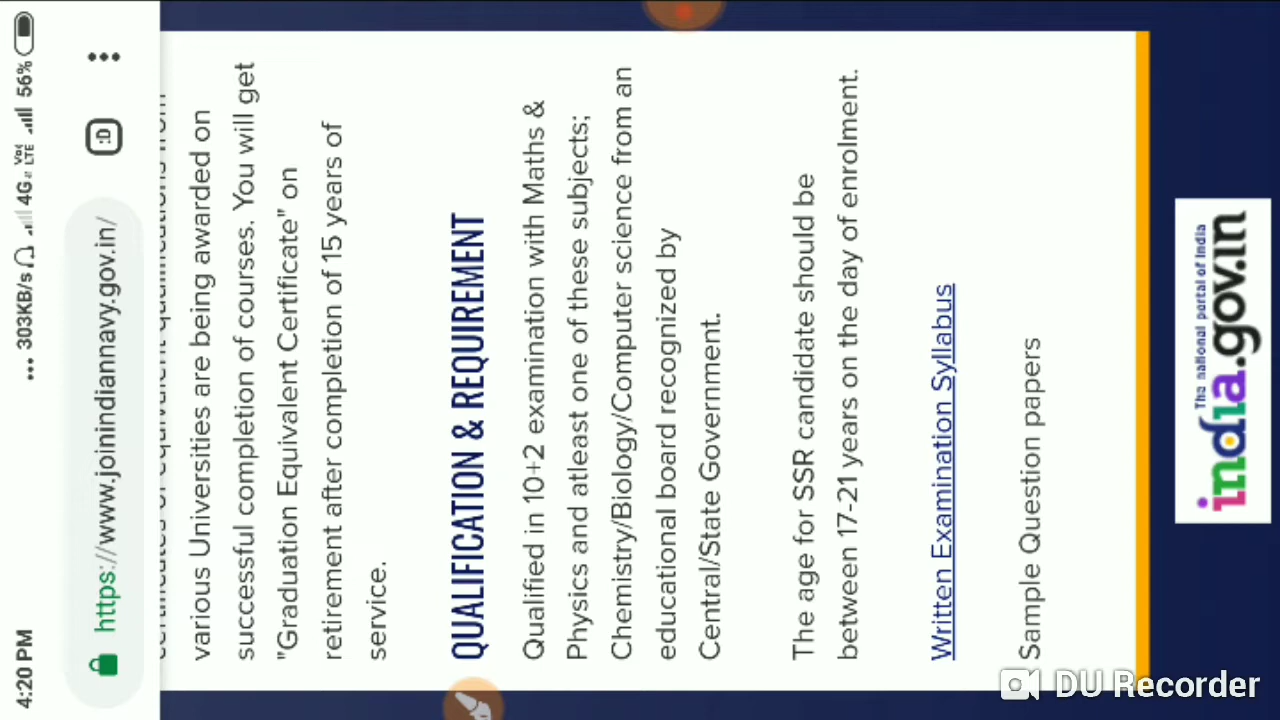 4:20 PM
303KB/s
4G
VoLTE
56%
https://www.joinindiannavy.gov.in/
:D
various Universities are being awarded on
successful completion of courses. You will get
"Graduation Equivalent Certificate" on
retirement after completion of 15 years of
service.
QUALIFICATION & REQUIREMENT
Qualified in 10+2 examination with Maths &
Physics and atleast one of these subjects;
Chemistry/Biology/Computer science from an
educational board recognized by
Central/State Government.
The age for SSR candidate should be
between 17-21 years on the day of enrolment.
Written Examination Syllabus
Sample Question papers
The national portal of India
india.gov.in
DU Recorder